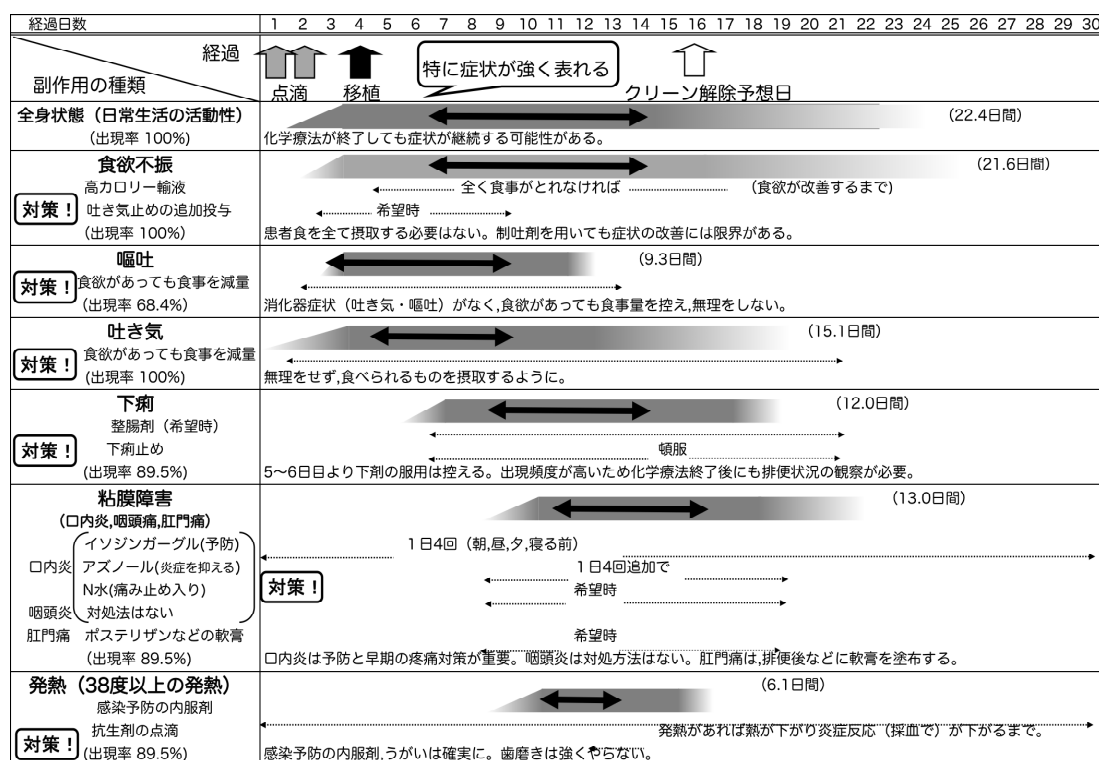 経過日数 1 2 3 4 5 6 7 8 9 10 11 12 13 14 15 16 17 18 19 20 21 22 23 24 25 26 27 28 29 30
経過
副作用の種類
点滴
移植
特に症状が強く表れる
クリーン解除予想日
全身状態（日常生活の活動性）
(出現率 100%)
(22.4日間)
化学療法が終了しても症状が継続する可能性がある。
食欲不振
(21.6日間)
高カロリー輸液
全く食事がとれなければ
(食欲が改善するまで)
対策！
吐き気止めの追加投与
希望時
(出現率 100%)
患者食を全て摂取する必要はない。制吐剤を用いても症状の改善には限界がある。
嘔吐
(9.3日間)
対策！
食欲があっても食事を減量
(出現率 68.4%)
消化器症状（吐き気・嘔吐）がなく,食欲があっても食事量を控え,無理をしない。
吐き気
(15.1日間)
対策！
食欲があっても食事を減量
(出現率 100%)
無理をせず,食べられるものを摂取するように。
下痢
(12.0日間)
整腸剤（希望時）
対策！
下痢止め
頓服
(出現率 89.5%)
5〜6日目より下剤の服用は控える。出現頻度が高いため化学療法終了後にも排便状況の観察が必要。
粘膜障害
(13.0日間)
(口内炎,咽頭痛,肛門痛)
イソジンガーグル(予防)
1日4回（朝,昼,夕,寝る前）
口内炎
アズノール(炎症を抑える)
1日4回追加で
対策！
N水(痛み止め入り)
希望時
咽頭炎
対処法はない
肛門痛
ポステリザンなどの軟膏
希望時
(出現率 89.5%)
口内炎は予防と早期の疼痛対策が重要。咽頭炎は対処方法はない。肛門痛は,排便後などに軟膏を塗布する。
発熱（38度以上の発熱）
(6.1日間)
感染予防の内服剤
抗生剤の点滴
発熱があれば熱が下がり炎症反応（採血で）が下がるまで。
対策！
(出現率 89.5%)
感染予防の内服剤,うがいは確実に。歯磨きは強くやらない。